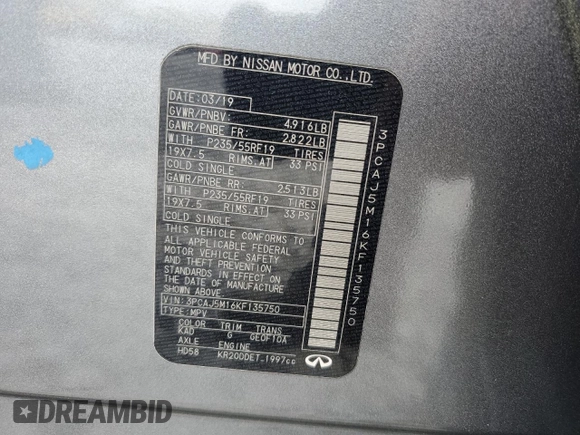 MFD BY NISSAN MOTOR CO.,LTD.
DATE: 03/19
GVWR/PNBV: 4,916LB
GAWR/PNBE FR: 2,822LB
WITH P235/55RF19 TIRES
19X7.5 RIMS,AT 33 PSI
COLD SINGLE
GAWR/PNBE RR: 2,513LB
WITH P235/55RF19 TIRES
19X7.5 RIMS,AT 33 PSI
COLD SINGLE
THIS VEHICLE CONFORMS TO
ALL APPLICABLE FEDERAL
MOTOR VEHICLE SAFETY
AND THEFT PREVENTION
STANDARDS IN EFFECT ON
THE DATE OF MANUFACTURE
SHOWN ABOVE
VIN: 3PCAJ5M16KF135750
TYPE: MPV
COLOR TRIM TRANS
KAD G GE0F10A
AXLE ENGINE
HD58 KR20DDET 1997cc
3PCAJ5M16KF135750
DREAMBID